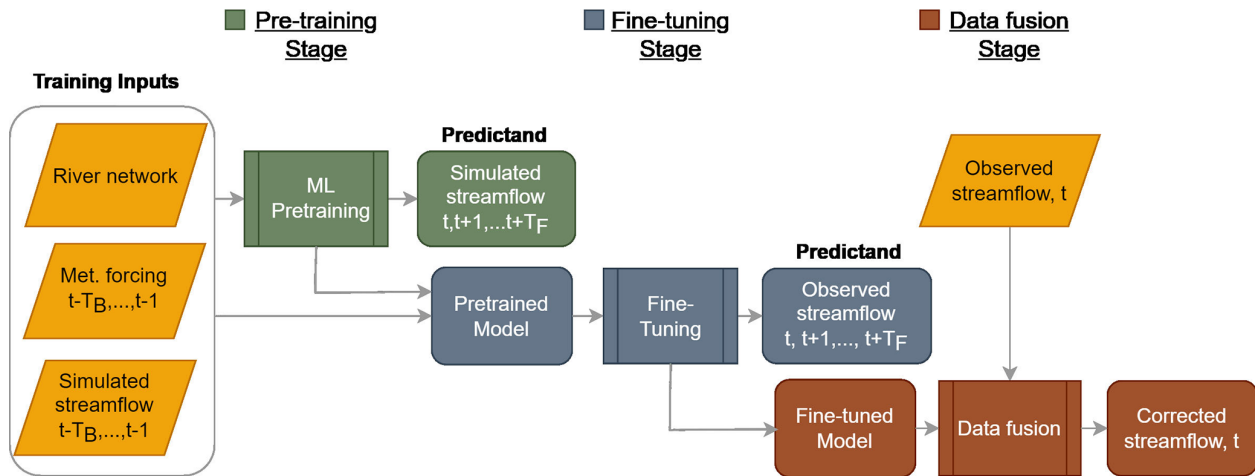 Pre-training
Stage
Fine-tuning
Stage
Data fusion
Stage
Training Inputs
River network
Met. forcing
t-TB,...,t-1
Simulated
streamflow
t-TB,...,t-1
ML
Pretraining
Predictand
Simulated
streamflow
t,t+1,...t+TF
Pretrained
Model
Fine-
Tuning
Predictand
Observed
streamflow
t, t+1,..., t+TF
Observed
streamflow, t
Fine-tuned
Model
Data fusion
Corrected
streamflow, t